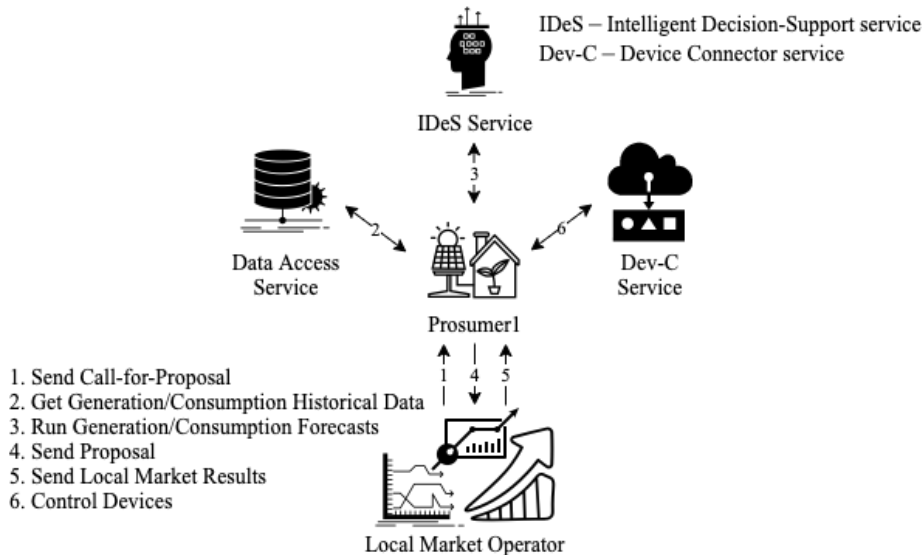 IDeS – Intelligent Decision-Support service
Dev-C – Device Connector service
IDeS Service
3
2
6
Data Access
Service
Dev-C
Service
Prosumer1
1 4 5
1. Send Call-for-Proposal
2. Get Generation/Consumption Historical Data
3. Run Generation/Consumption Forecasts
4. Send Proposal
5. Send Local Market Results
6. Control Devices
Local Market Operator